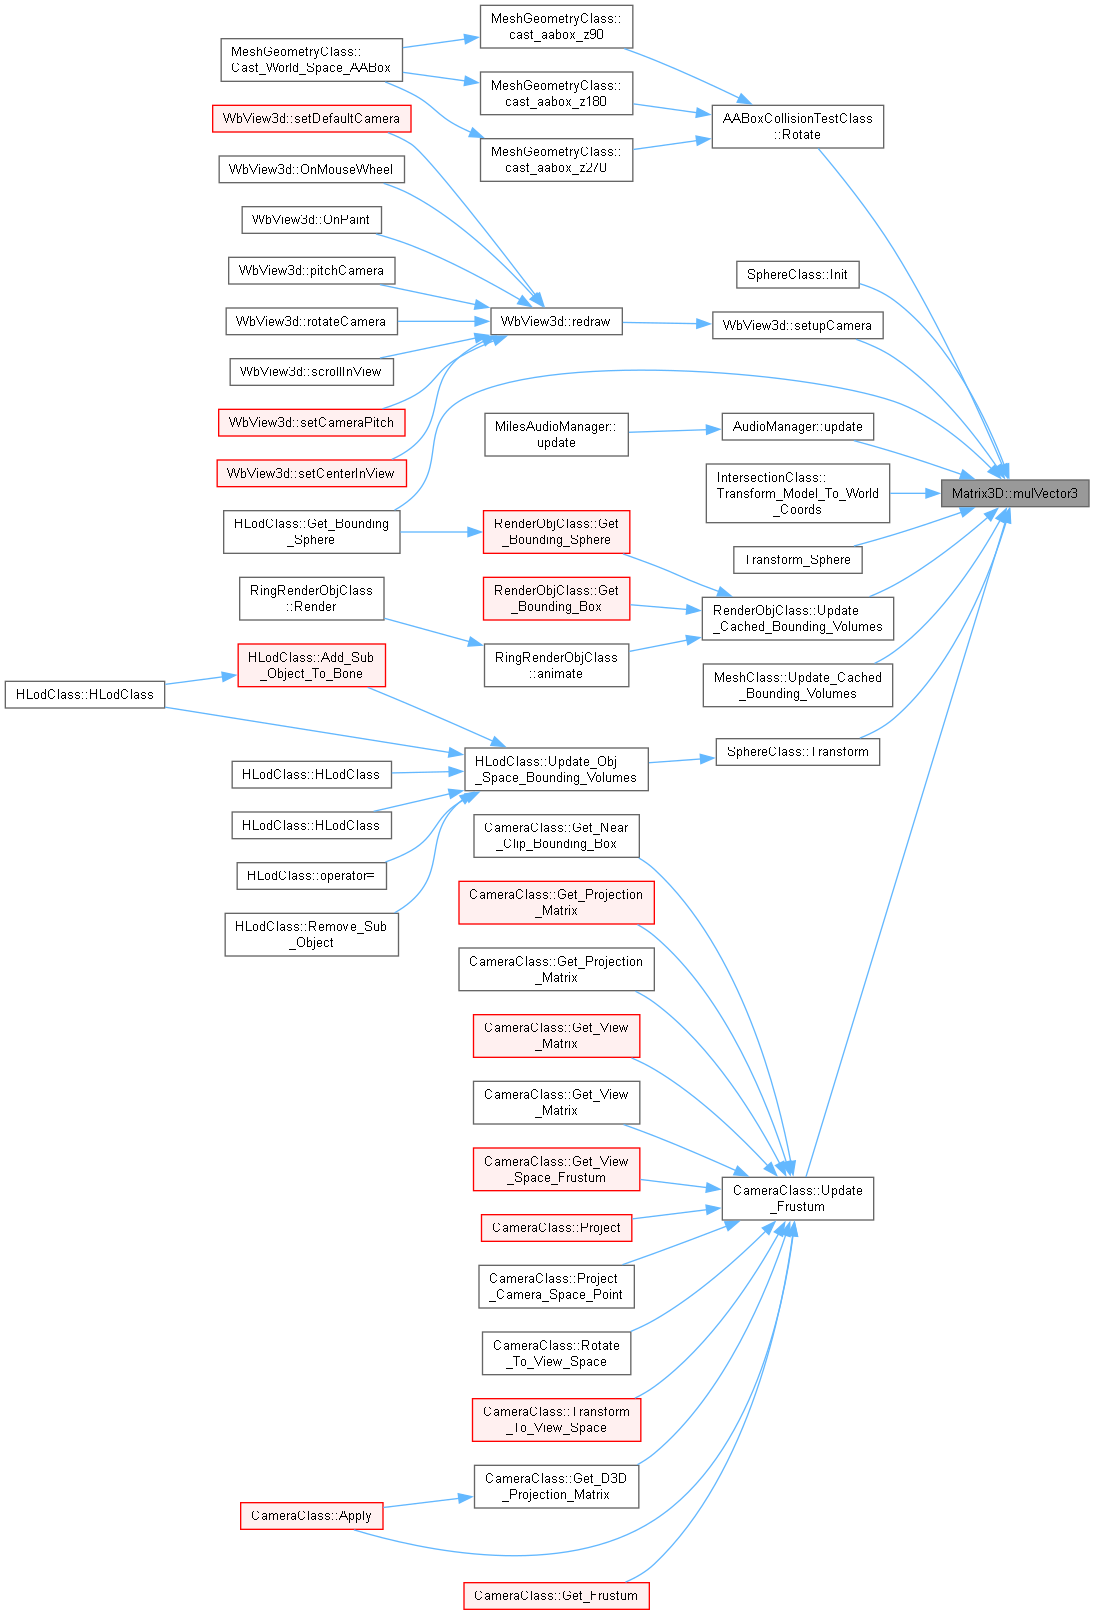 MeshGeometryClass::
cast_aabox_z90
MeshGeometryClass::
Cast_World_Space_AABox
MeshGeometryClass::
cast_aabox_z180
WbView3d::setDefaultCamera
AABoxCollisionTestClass
::Rotate
MeshGeometryClass::
cast_aabox_z270
WbView3d::OnMouseWheel
WbView3d::OnPaint
WbView3d::pitchCamera
SphereClass::Init
WbView3d::rotateCamera
WbView3d::redraw
WbView3d::setupCamera
WbView3d::scrollInView
WbView3d::setCameraPitch
MilesAudioManager::
update
AudioManager::update
WbView3d::setCenterInView
IntersectionClass::
Transform_Model_To_World
_Coords
Matrix3D::mulVector3
HLodClass::Get_Bounding
_Sphere
RenderObjClass::Get
_Bounding_Sphere
Transform_Sphere
RingRenderObjClass
::Render
RenderObjClass::Get
_Bounding_Box
RenderObjClass::Update
_Cached_Bounding_Volumes
HLodClass::Add_Sub
_Object_To_Bone
RingRenderObjClass
::animate
HLodClass::HLodClass
MeshClass::Update_Cached
_Bounding_Volumes
SphereClass::Transform
HLodClass::HLodClass
HLodClass::Update_Obj
_Space_Bounding_Volumes
HLodClass::HLodClass
CameraClass::Get_Near
_Clip_Bounding_Box
HLodClass::operator=
CameraClass::Get_Projection
_Matrix
HLodClass::Remove_Sub
_Object
CameraClass::Get_Projection
_Matrix
CameraClass::Get_View
_Matrix
CameraClass::Get_View
_Matrix
CameraClass::Get_View
_Space_Frustum
CameraClass::Update
_Frustum
CameraClass::Project
CameraClass::Project
_Camera_Space_Point
CameraClass::Rotate
_To_View_Space
CameraClass::Transform
_To_View_Space
CameraClass::Get_D3D
_Projection_Matrix
CameraClass::Apply
CameraClass::Get_Frustum